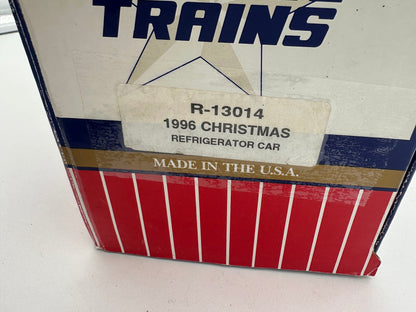 TRAINS
R-13014
1996 CHRISTMAS
REFRIGERATOR CAR
MADE IN THE U.S.A.